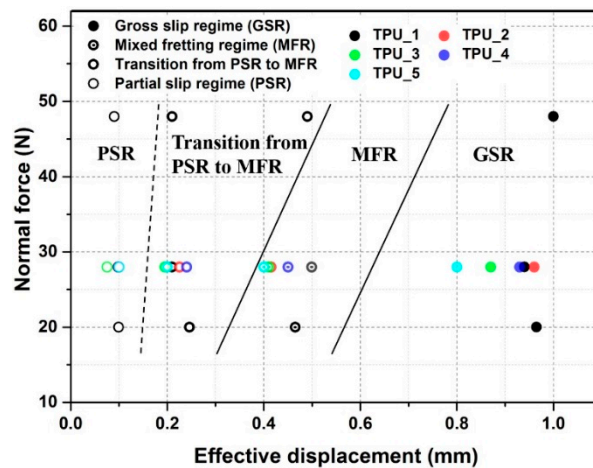 Gross slip regime (GSR)
Mixed fretting regime (MFR)
Transition from PSR to MFR
Partial slip regime (PSR)
TPU_1 TPU_2
TPU_3 TPU_4
TPU_5
60
50
40
30
20
10
Normal force (N)
PSR
Transition from
PSR to MFR
MFR
GSR
0.0 0.2 0.4 0.6 0.8 1.0
Effective displacement (mm)